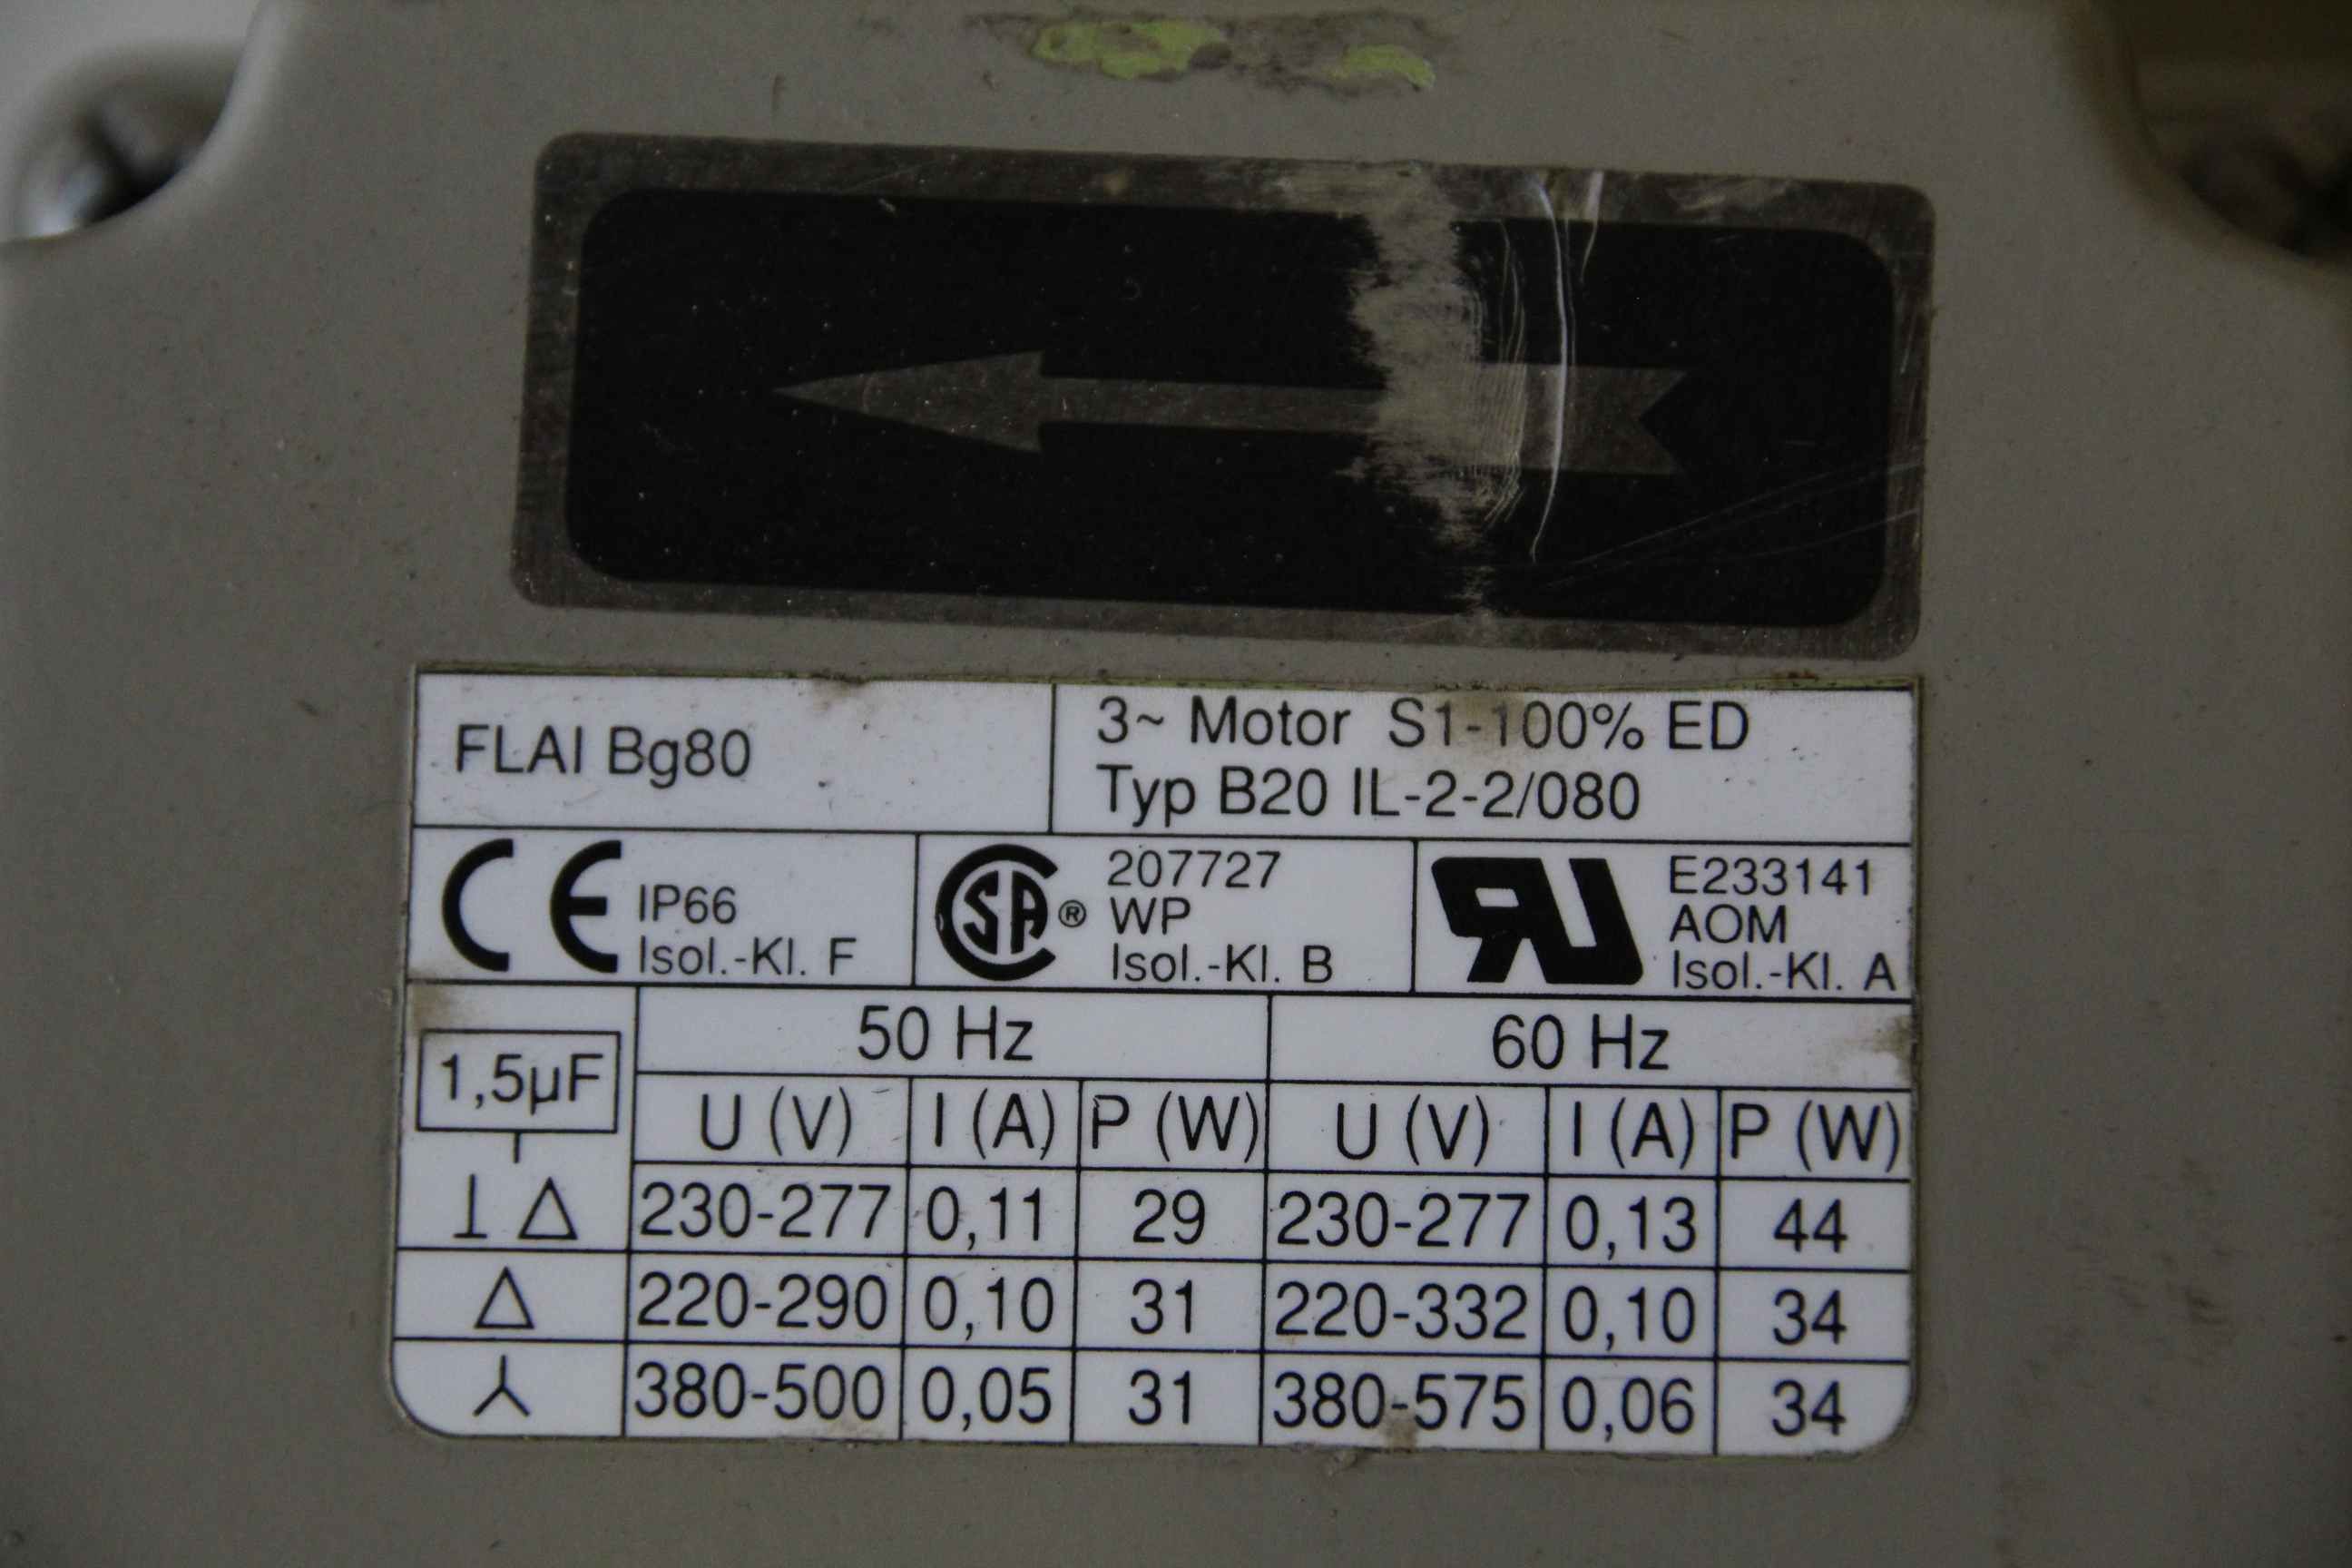 FLAI Bg80
3~ Motor S1-100% ED
Typ B20 IL-2-2/080
CE IP66
Isol.-Kl. F
SA ® 207727
WP
Isol.-Kl. B
RU E233141
AOM
Isol.-Kl. A
1,5µF
50 Hz 60 Hz
U (V) I (A) P (W) U (V) I (A) P (W)
⊥ △ 230-277 0,11 29 230-277 0,13 44
△ 220-290 0,10 31 220-332 0,10 34
⅄ 380-500 0,05 31 380-575 0,06 34